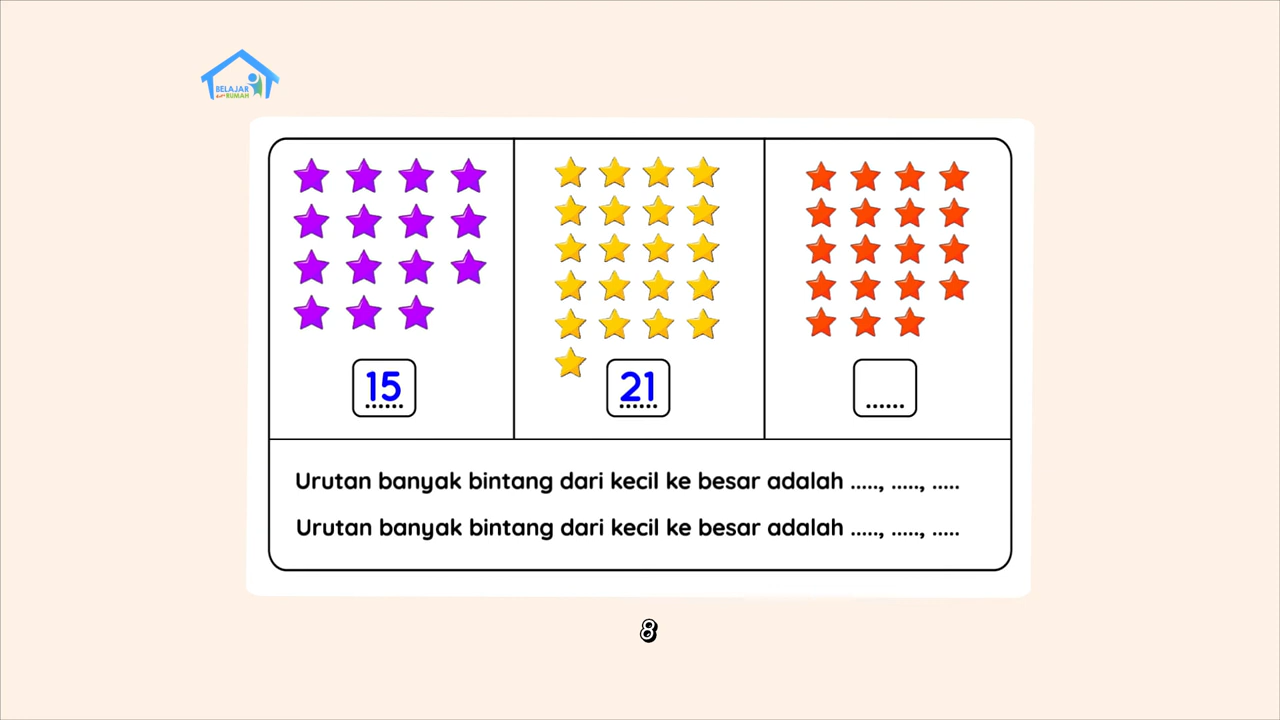 BELAJAR
dari RUMAH
15
21
......
Urutan banyak bintang dari kecil ke besar adalah ....., ....., .....
Urutan banyak bintang dari kecil ke besar adalah ....., ....., .....
8